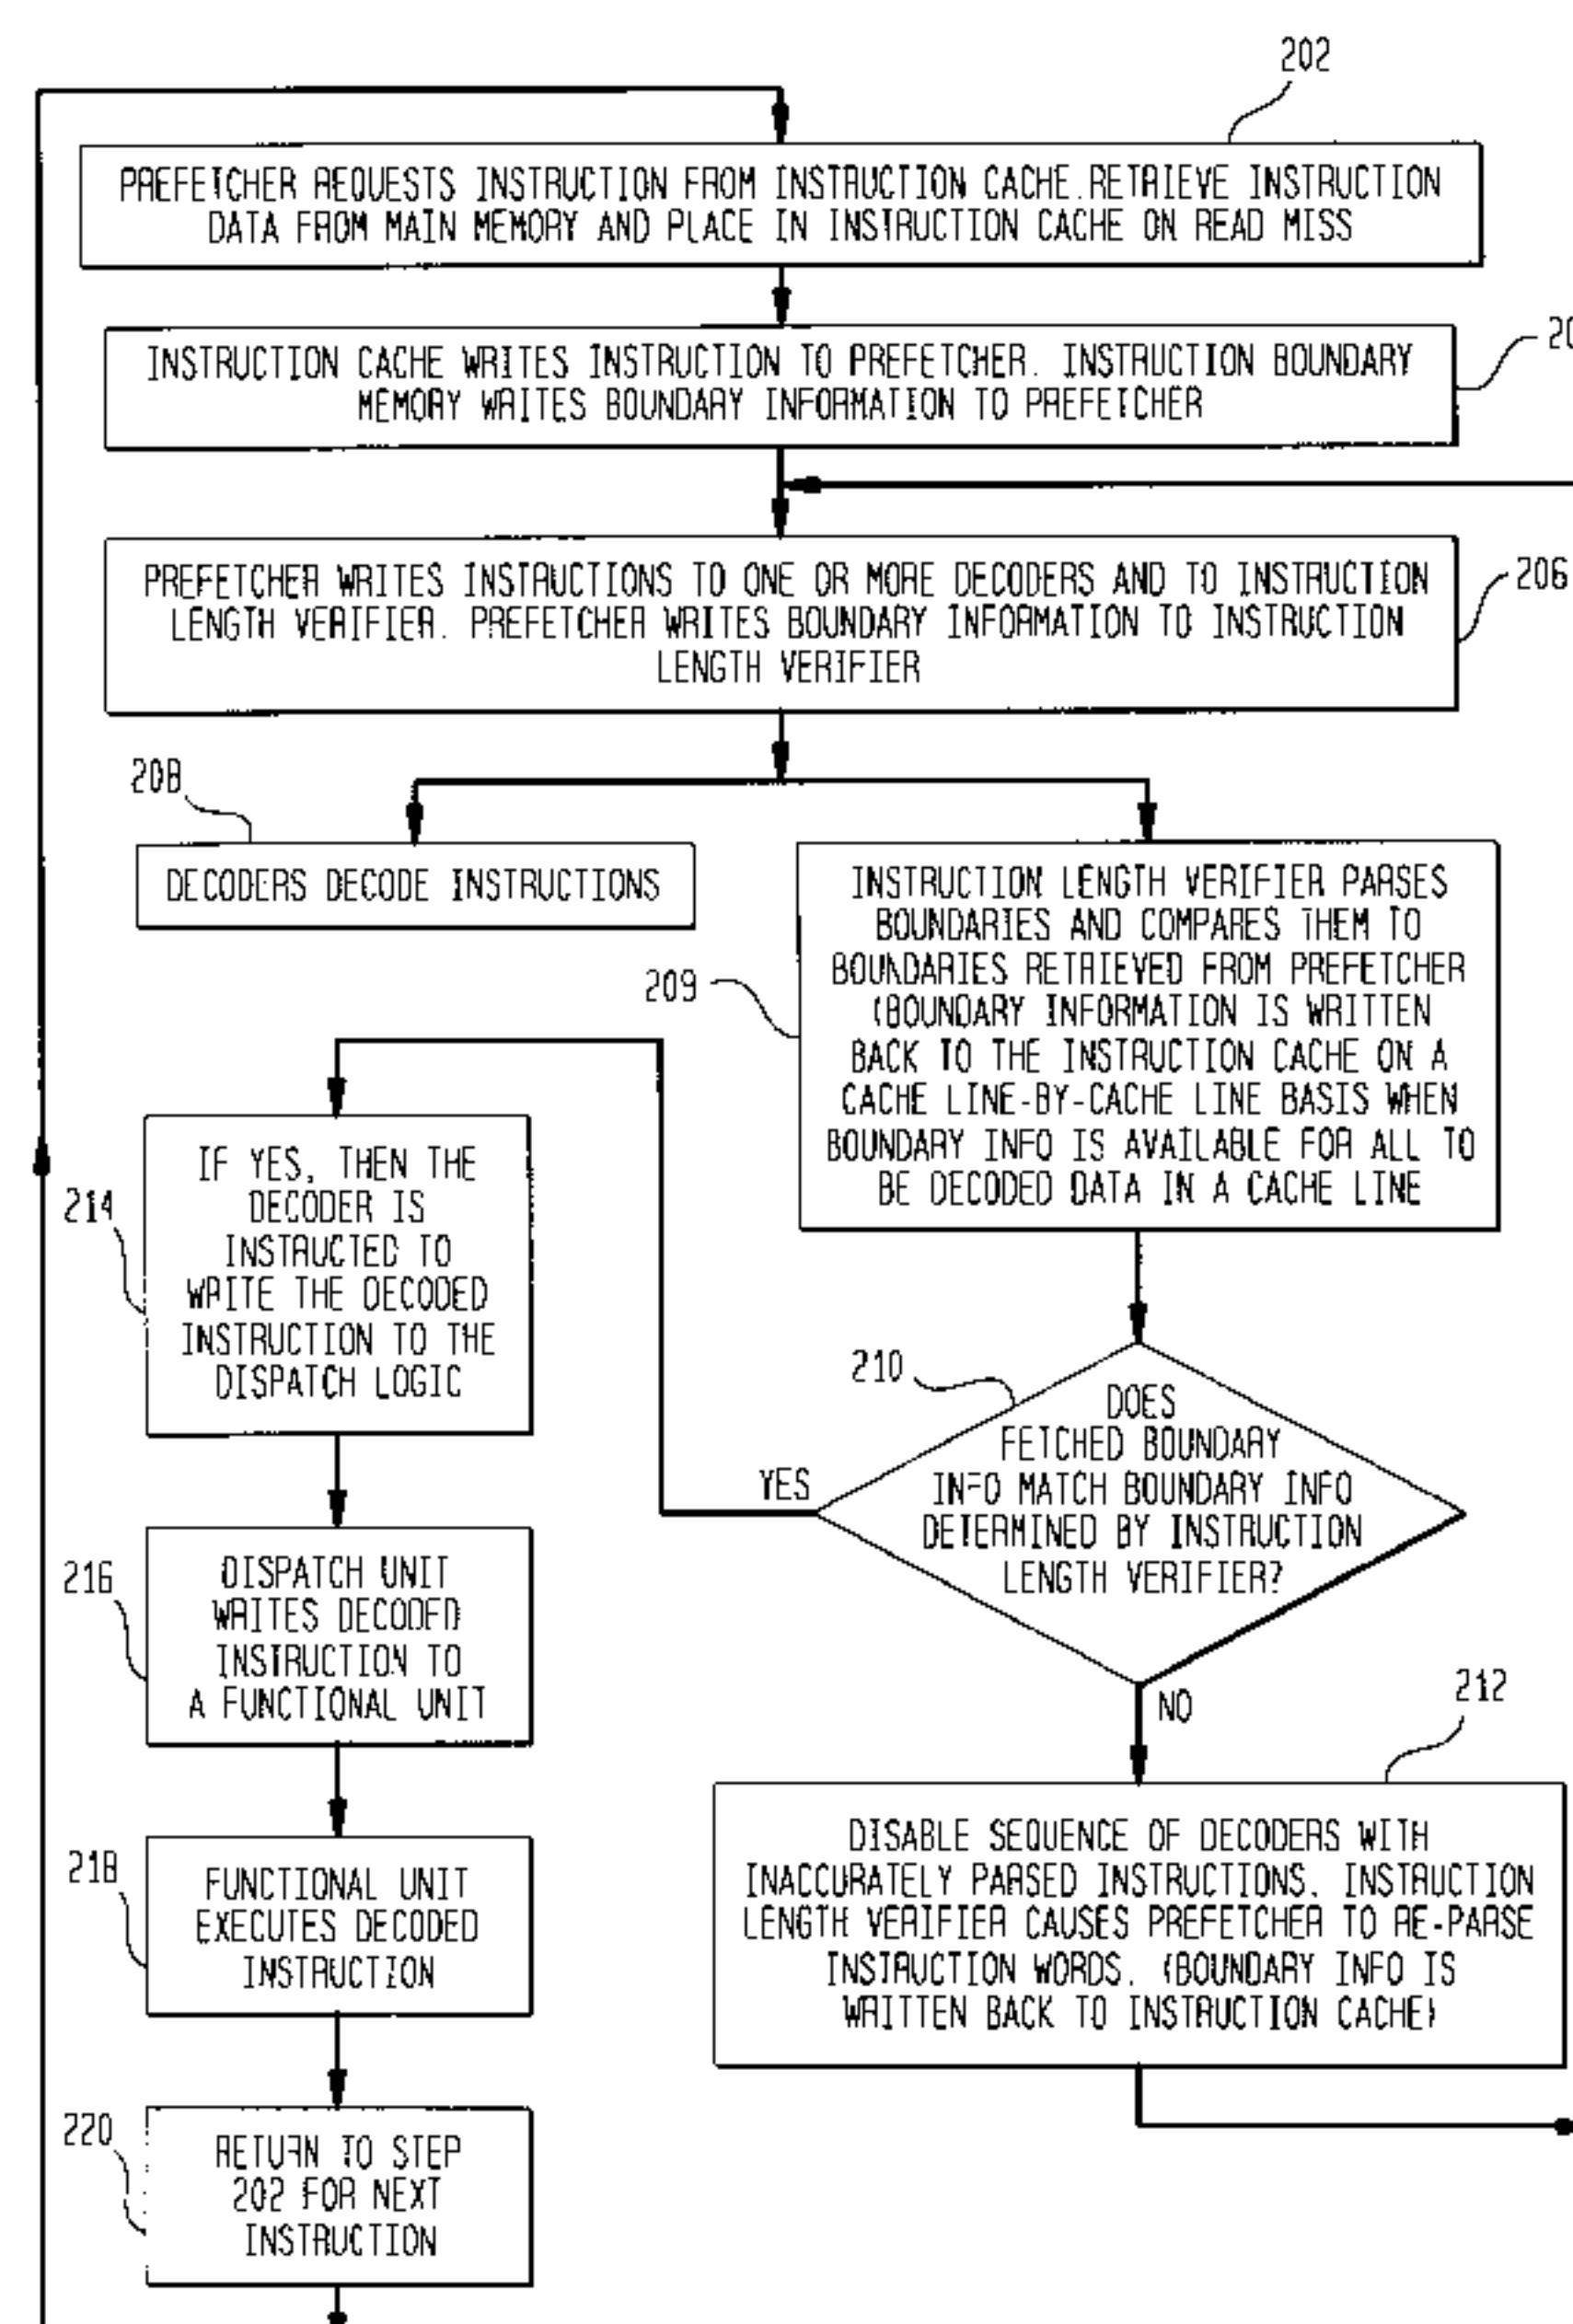 202
PREFETCHER REQUESTS INSTRUCTION FROM INSTRUCTION CACHE.RETRIEVE INSTRUCTION
DATA FROM MAIN MEMORY AND PLACE IN INSTRUCTION CACHE ON READ MISS
INSTRUCTION CACHE WRITES INSTRUCTION TO PREFETCHER. INSTRUCTION BOUNDARY
MEMORY WRITES BOUNDARY INFORMATION TO PREFETCHER
PREFETCHER WRITES INSTRUCTIONS TO ONE OR MORE DECODERS AND TO INSTRUCTION
LENGTH VERIFIER. PREFETCHER WRITES BOUNDARY INFORMATION TO INSTRUCTION
LENGTH VERIFIER
206
208
DECODERS DECODE INSTRUCTIONS
209
INSTRUCTION LENGTH VERIFIER PARSES
BOUNDARIES AND COMPARES THEM TO
BOUNDARIES RETRIEVED FROM PREFETCHER
(BOUNDARY INFORMATION IS WRITTEN
BACK TO THE INSTRUCTION CACHE ON A
CACHE LINE-BY-CACHE LINE BASIS WHEN
BOUNDARY INFO IS AVAILABLE FOR ALL TO
BE DECODED DATA IN A CACHE LINE
210
DOES
FETCHED BOUNDARY
INFO MATCH BOUNDARY INFO
DETERMINED BY INSTRUCTION
LENGTH VERIFIER?
YES
NO
212
DISABLE SEQUENCE OF DECODERS WITH
INACCURATELY PARSED INSTRUCTIONS. INSTRUCTION
LENGTH VERIFIER CAUSES PREFETCHER TO RE-PARSE
INSTRUCTION WORDS. (BOUNDARY INFO IS
WRITTEN BACK TO INSTRUCTION CACHE)
214
IF YES, THEN THE
DECODER IS
INSTRUCTED TO
WRITE THE DECODED
INSTRUCTION TO THE
DISPATCH LOGIC
216
DISPATCH UNIT
WRITES DECODED
INSTRUCTION TO
A FUNCTIONAL UNIT
218
FUNCTIONAL UNIT
EXECUTES DECODED
INSTRUCTION
220
RETURN TO STEP
202 FOR NEXT
INSTRUCTION